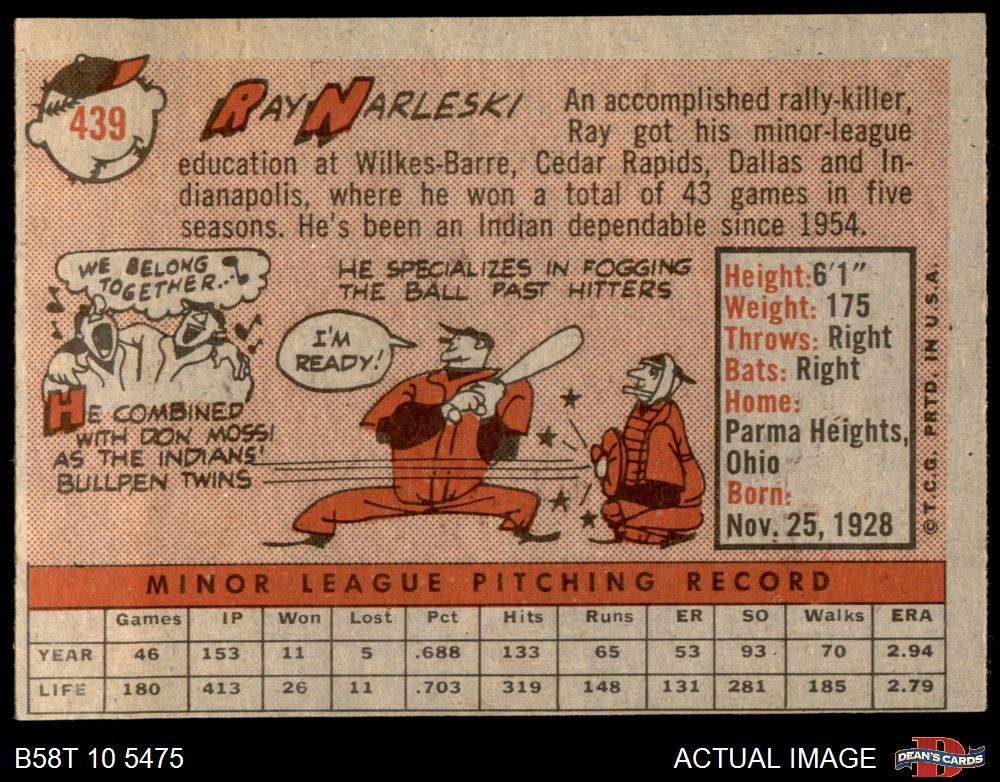 439
RAY NARLESKI
An accomplished rally-killer,
Ray got his minor-league
education at Wilkes-Barre, Cedar Rapids, Dallas and In-
dianapolis, where he won a total of 43 games in five
seasons. He's been an Indian dependable since 1954.
WE BELONG
TOGETHER...
HE COMBINED
WITH DON MOSSI
AS THE INDIANS'
BULLPEN TWINS
HE SPECIALIZES IN FOGGING
THE BALL PAST HITTERS
I'M
READY!
Height: 6'1"
Weight: 175
Throws: Right
Bats: Right
Home:
Parma Heights,
Ohio
Born:
Nov. 25, 1928
© T.C.G. PRTD. IN U.S.A.
MINOR LEAGUE PITCHING RECORD
Games IP Won Lost Pct Hits Runs ER SO Walks ERA
YEAR 46 153 11 5 .688 133 65 53 93 70 2.94
LIFE 180 413 26 11 .703 319 148 131 281 185 2.79
B58T 10 5475
ACTUAL IMAGE
D
DEAN'S CARDS